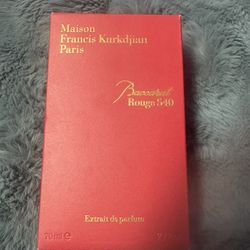 Maison
Francis Kurkdjian
Paris
Baccarat
Rouge 540
Extrait de parfum
70 ml e